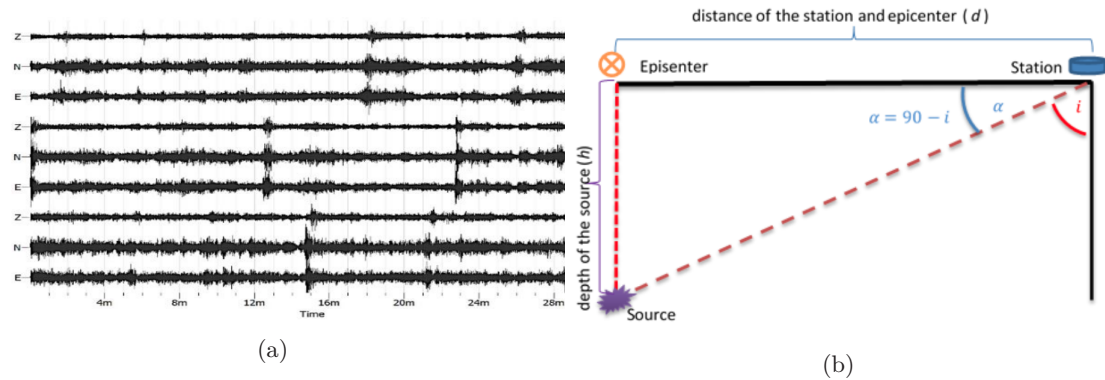 Z
N
E
Z
N
E
Z
N
E
4m 8m 12m 16m 20m 24m 28m
Time
(a)
distance of the station and epicenter (d)
Episenter
Station
α = 90 − i
α
i
depth of the source (h)
Source
(b)